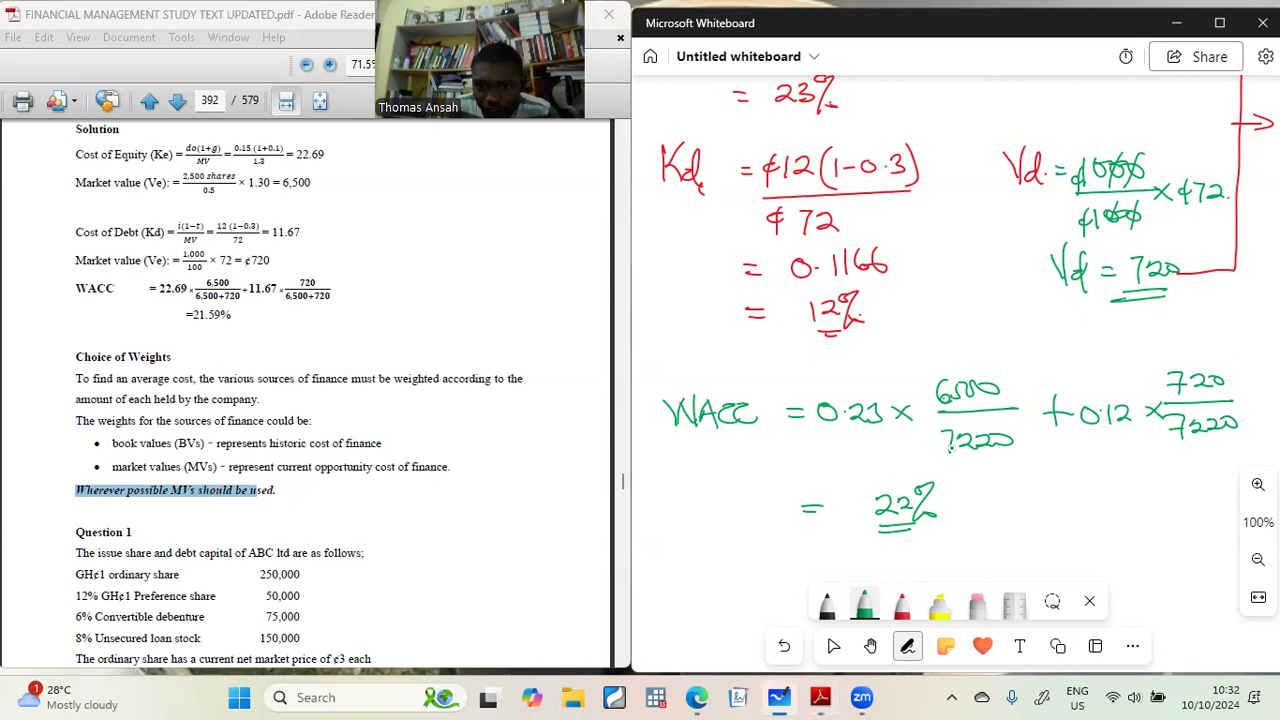 FINANCIAL MANAGEMENT STUDY TEXT UPDATED.pdf - Adobe Reader
File View Document Tools Window Help
392 / 579
71.5%
Thomas Ansah
Solution
Cost of Equity (Ke) = do(1+g)/MV = 0.15 (1+0.1)/1.3 = 22.69
Market value (Ve): = 2,500 shares/0.5 × 1.30 = 6,500
Cost of Debt (Kd) = i(1−t)/MV = 12 (1−0.3)/72 = 11.67
Market value (Ve): = 1,000/100 × 72 = ¢720
WACC = 22.69 × 6,500/6,500+720 + 11.67 × 720/6,500+720
=21.59%
Choice of Weights
To find an average cost, the various sources of finance must be weighted according to the
amount of each held by the company.
The weights for the sources of finance could be:
• book values (BVs) – represents historic cost of finance
• market values (MVs) – represent current opportunity cost of finance.
Wherever possible MVs should be used.
Question 1
The issue share and debt capital of ABC ltd are as follows;
GH¢1 ordinary share 250,000
12% GH¢1 Preference share 50,000
6% Convertible debenture 75,000
8% Unsecured loan stock 150,000
The ordinary share has a current net market price of ¢3 each
Microsoft Whiteboard
Untitled whiteboard
Share
= 23%
Kd = ¢12(1-0.3)/¢72
= 0.1166
= 12%
Vd = ¢1000/¢100 × ¢72
Vd = 720
WACC = 0.23 × 6500/7220 + 0.12 × 720/7220
= 22%
100%
1
28°C
Mostly cloudy
Search
ENG
US
10:32
10/10/2024